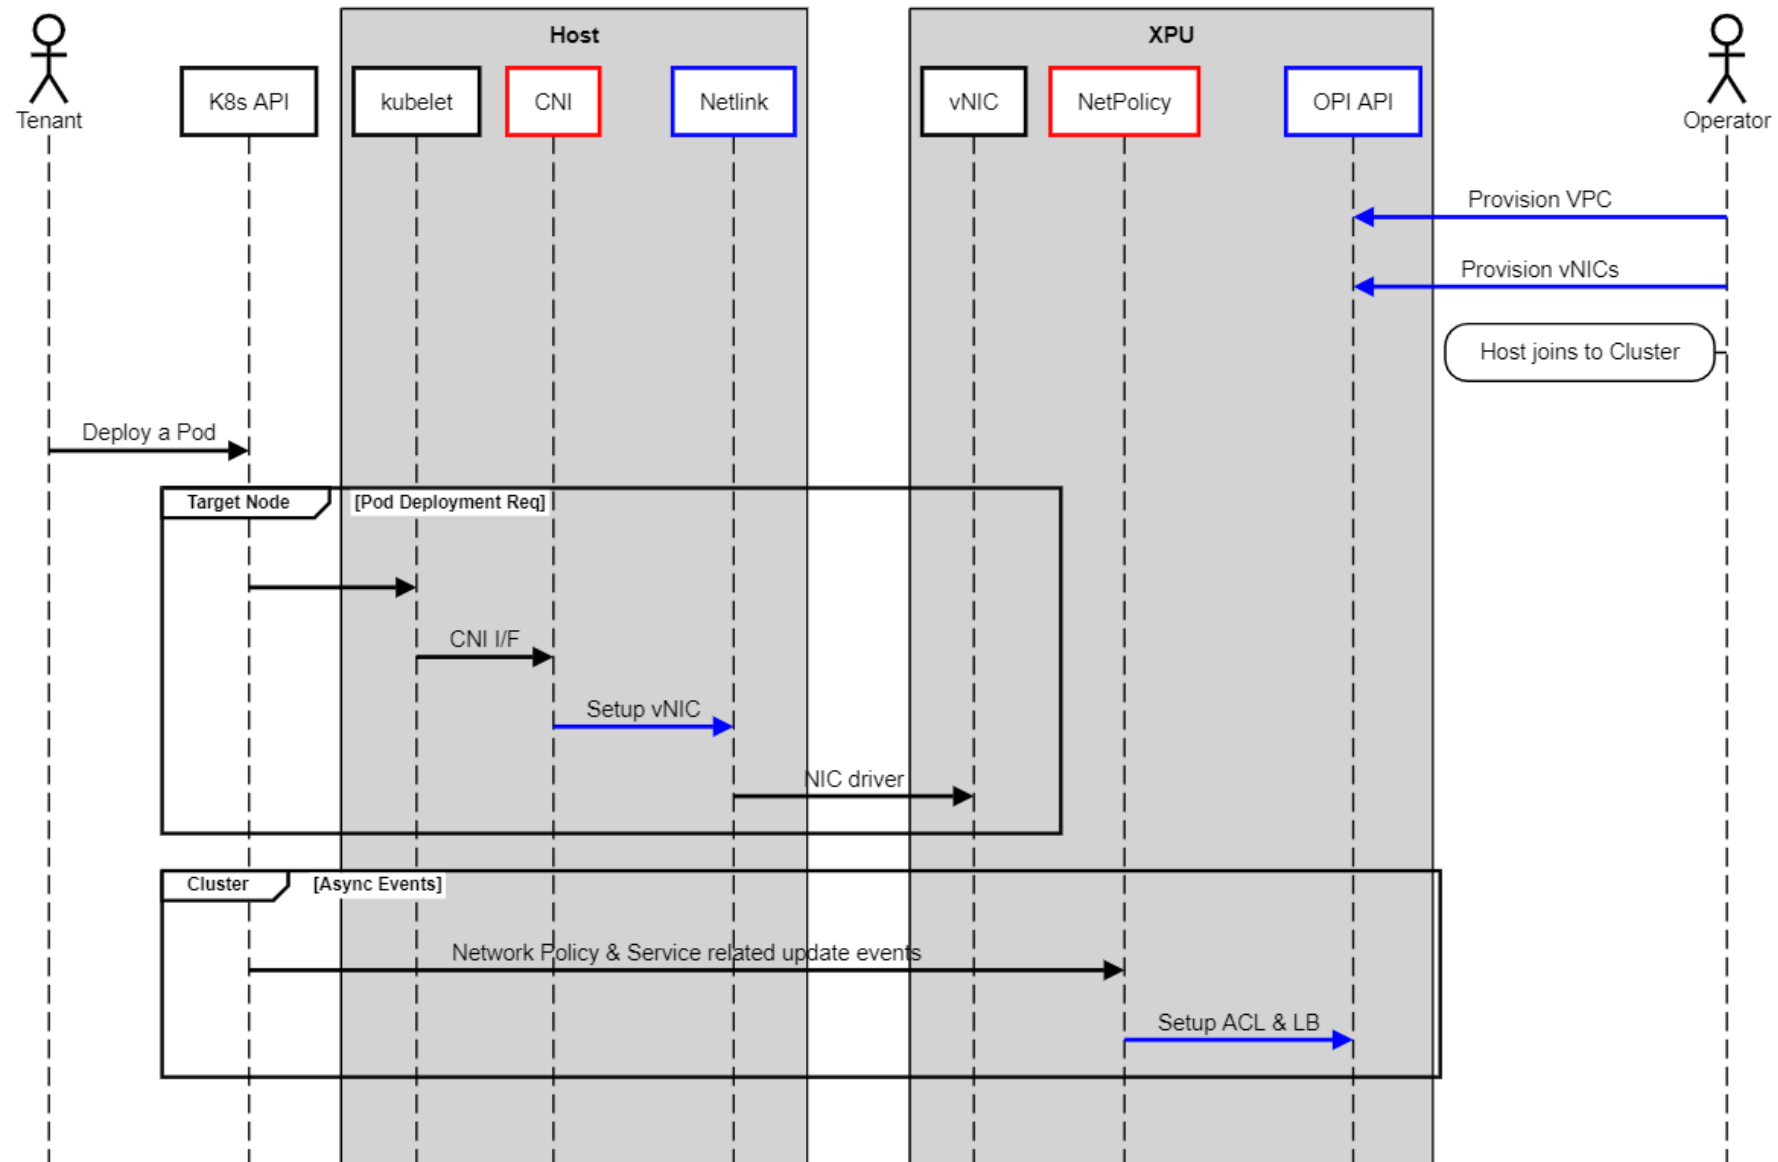 Host
XPU
Tenant
K8s API
kubelet
CNI
Netlink
vNIC
NetPolicy
OPI API
Operator
Provision VPC
Provision vNICs
Host joins to Cluster
Deploy a Pod
Target Node
[Pod Deployment Req]
CNI I/F
Setup vNIC
NIC driver
Cluster
[Async Events]
Network Policy & Service related update events
Setup ACL & LB